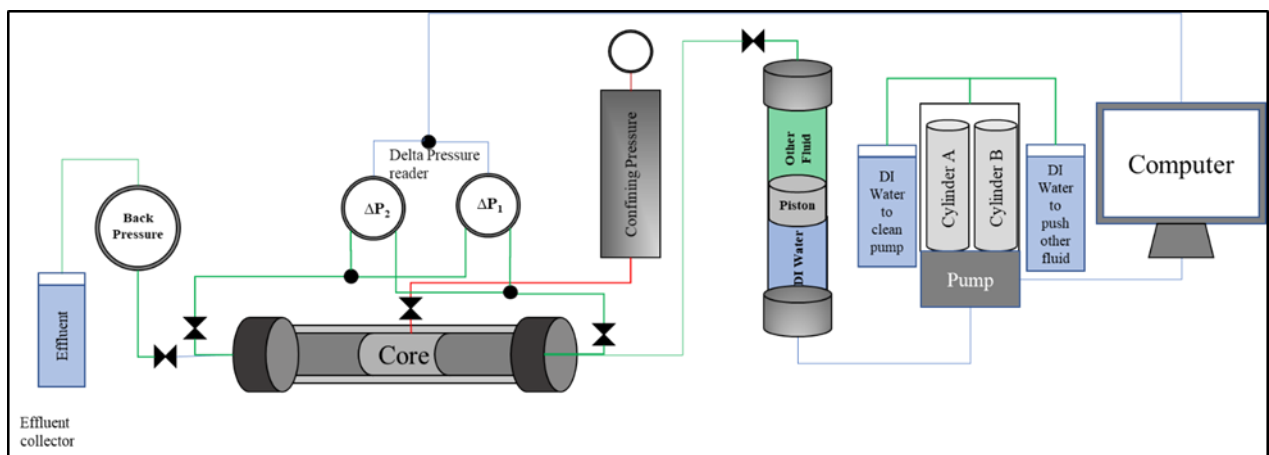 Back
Pressure
Effluent
Effluent
collector
Delta Pressure
reader
ΔP₂
ΔP₁
Core
Confining Pressure
Other
Fluid
Piston
DI Water
DI
Water
to
clean
pump
Cylinder A
Cylinder B
Pump
DI
Water
to
push
other
fluid
Computer